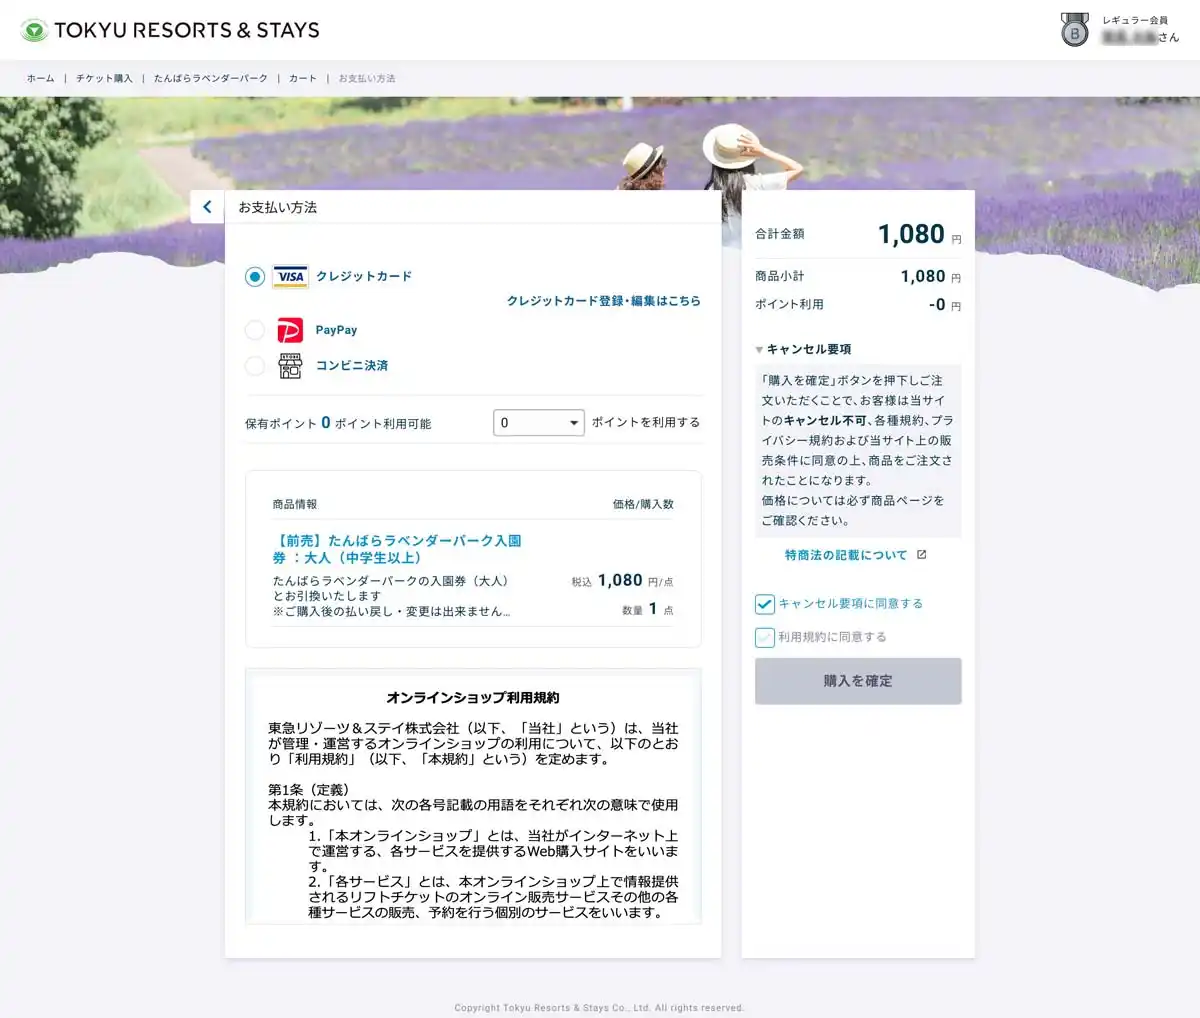 TOKYU RESORTS & STAYS
レギュラー会員
さん
ホーム | チケット購入 | たんばらラベンダーパーク | カート | お支払い方法
お支払い方法
VISA クレジットカード
クレジットカード登録・編集はこちら
PayPay
STORE
コンビニ決済
保有ポイント 0 ポイント利用可能 0 ポイントを利用する
商品情報 価格/購入数
【前売】たんばらラベンダーパーク入園
券 ：大人（中学生以上）
たんばらラベンダーパークの入園券（大人）
とお引換いたします
※ご購入後の払い戻し・変更は出来ません...
税込 1,080 円/点
数量 1 点
オンラインショップ利用規約
東急リゾーツ＆ステイ株式会社（以下、「当社」という）は、当社
が管理・運営するオンラインショップの利用について、以下のとお
り「利用規約」（以下、「本規約」という）を定めます。
第1条（定義）
本規約においては、次の各号記載の用語をそれぞれ次の意味で使用
します。
1.「本オンラインショップ」とは、当社がインターネット上
で運営する、各サービスを提供するWeb購入サイトをいいま
す。
2.「各サービス」とは、本オンラインショップ上で情報提供
されるリフトチケットのオンライン販売サービスその他の各
種サービスの販売、予約を行う個別のサービスをいいます。
合計金額 1,080 円
商品小計 1,080 円
ポイント利用 -0 円
▼ キャンセル要項
「購入を確定」ボタンを押下しご注
文いただくことで、お客様は当サイ
トのキャンセル不可、各種規約、プラ
イバシー規約および当サイト上の販
売条件に同意の上、商品をご注文さ
れたことになります。
価格については必ず商品ページを
ご確認ください。
特商法の記載について
キャンセル要項に同意する
利用規約に同意する
購入を確定
Copyright Tokyu Resorts & Stays Co., Ltd. All rights reserved.